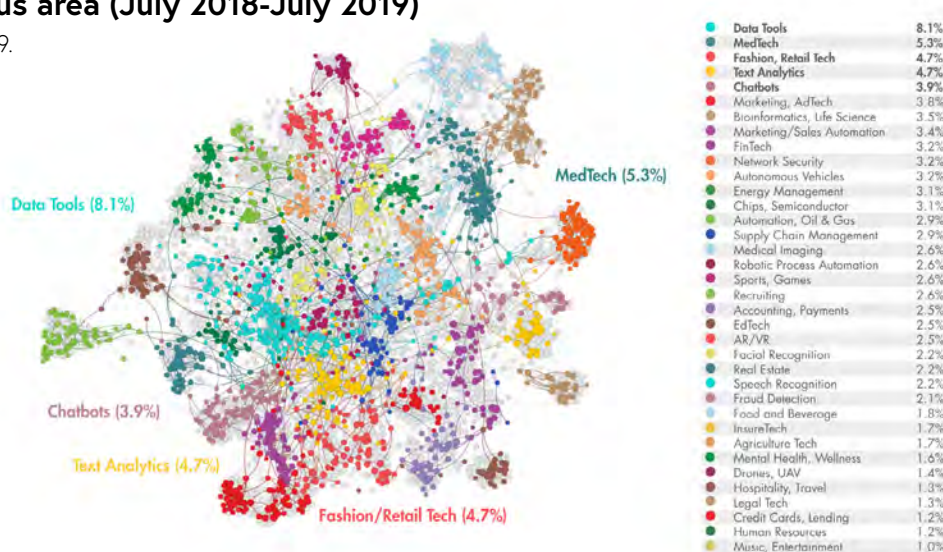 us area (July 2018-July 2019)
9.
Data Tools (8.1%)
MedTech (5.3%)
Chatbots (3.9%)
Text Analytics (4.7%)
Fashion/Retail Tech (4.7%)
Data Tools 8.1%
MedTech 5.3%
Fashion, Retail Tech 4.7%
Text Analytics 4.7%
Chatbots 3.9%
Marketing, AdTech 3.8%
Bioinformatics, Life Science 3.5%
Marketing/Sales Automation 3.4%
FinTech 3.2%
Network Security 3.2%
Autonomous Vehicles 3.2%
Energy Management 3.1%
Chips, Semiconductor 3.1%
Automation, Oil & Gas 2.9%
Supply Chain Management 2.9%
Medical Imaging 2.6%
Robotic Process Automation 2.6%
Sports, Games 2.6%
Recruiting 2.6%
Accounting, Payments 2.5%
EdTech 2.5%
AR/VR 2.5%
Facial Recognition 2.2%
Real Estate 2.2%
Speech Recognition 2.2%
Fraud Detection 2.1%
Food and Beverage 1.8%
InsureTech 1.7%
Agriculture Tech 1.7%
Mental Health, Wellness 1.6%
Drones, UAV 1.4%
Hospitality, Travel 1.3%
Legal Tech 1.3%
Credit Cards, Lending 1.2%
Human Resources 1.2%
Music, Entertainment 1.0%